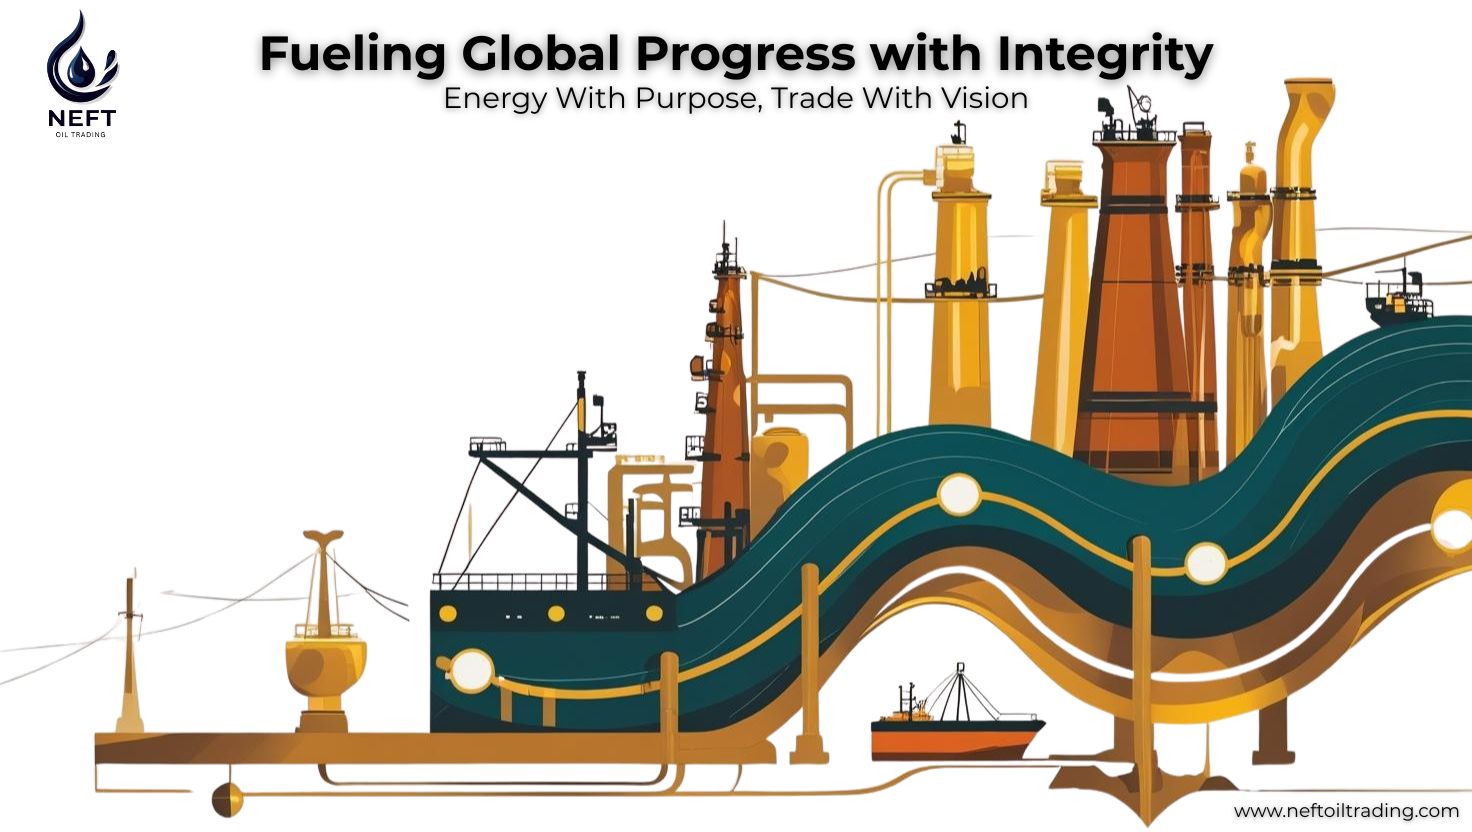 Fueling Global Progress with Integrity
Energy With Purpose, Trade With Vision
NEFT
OIL TRADING
www.neftoiltrading.com